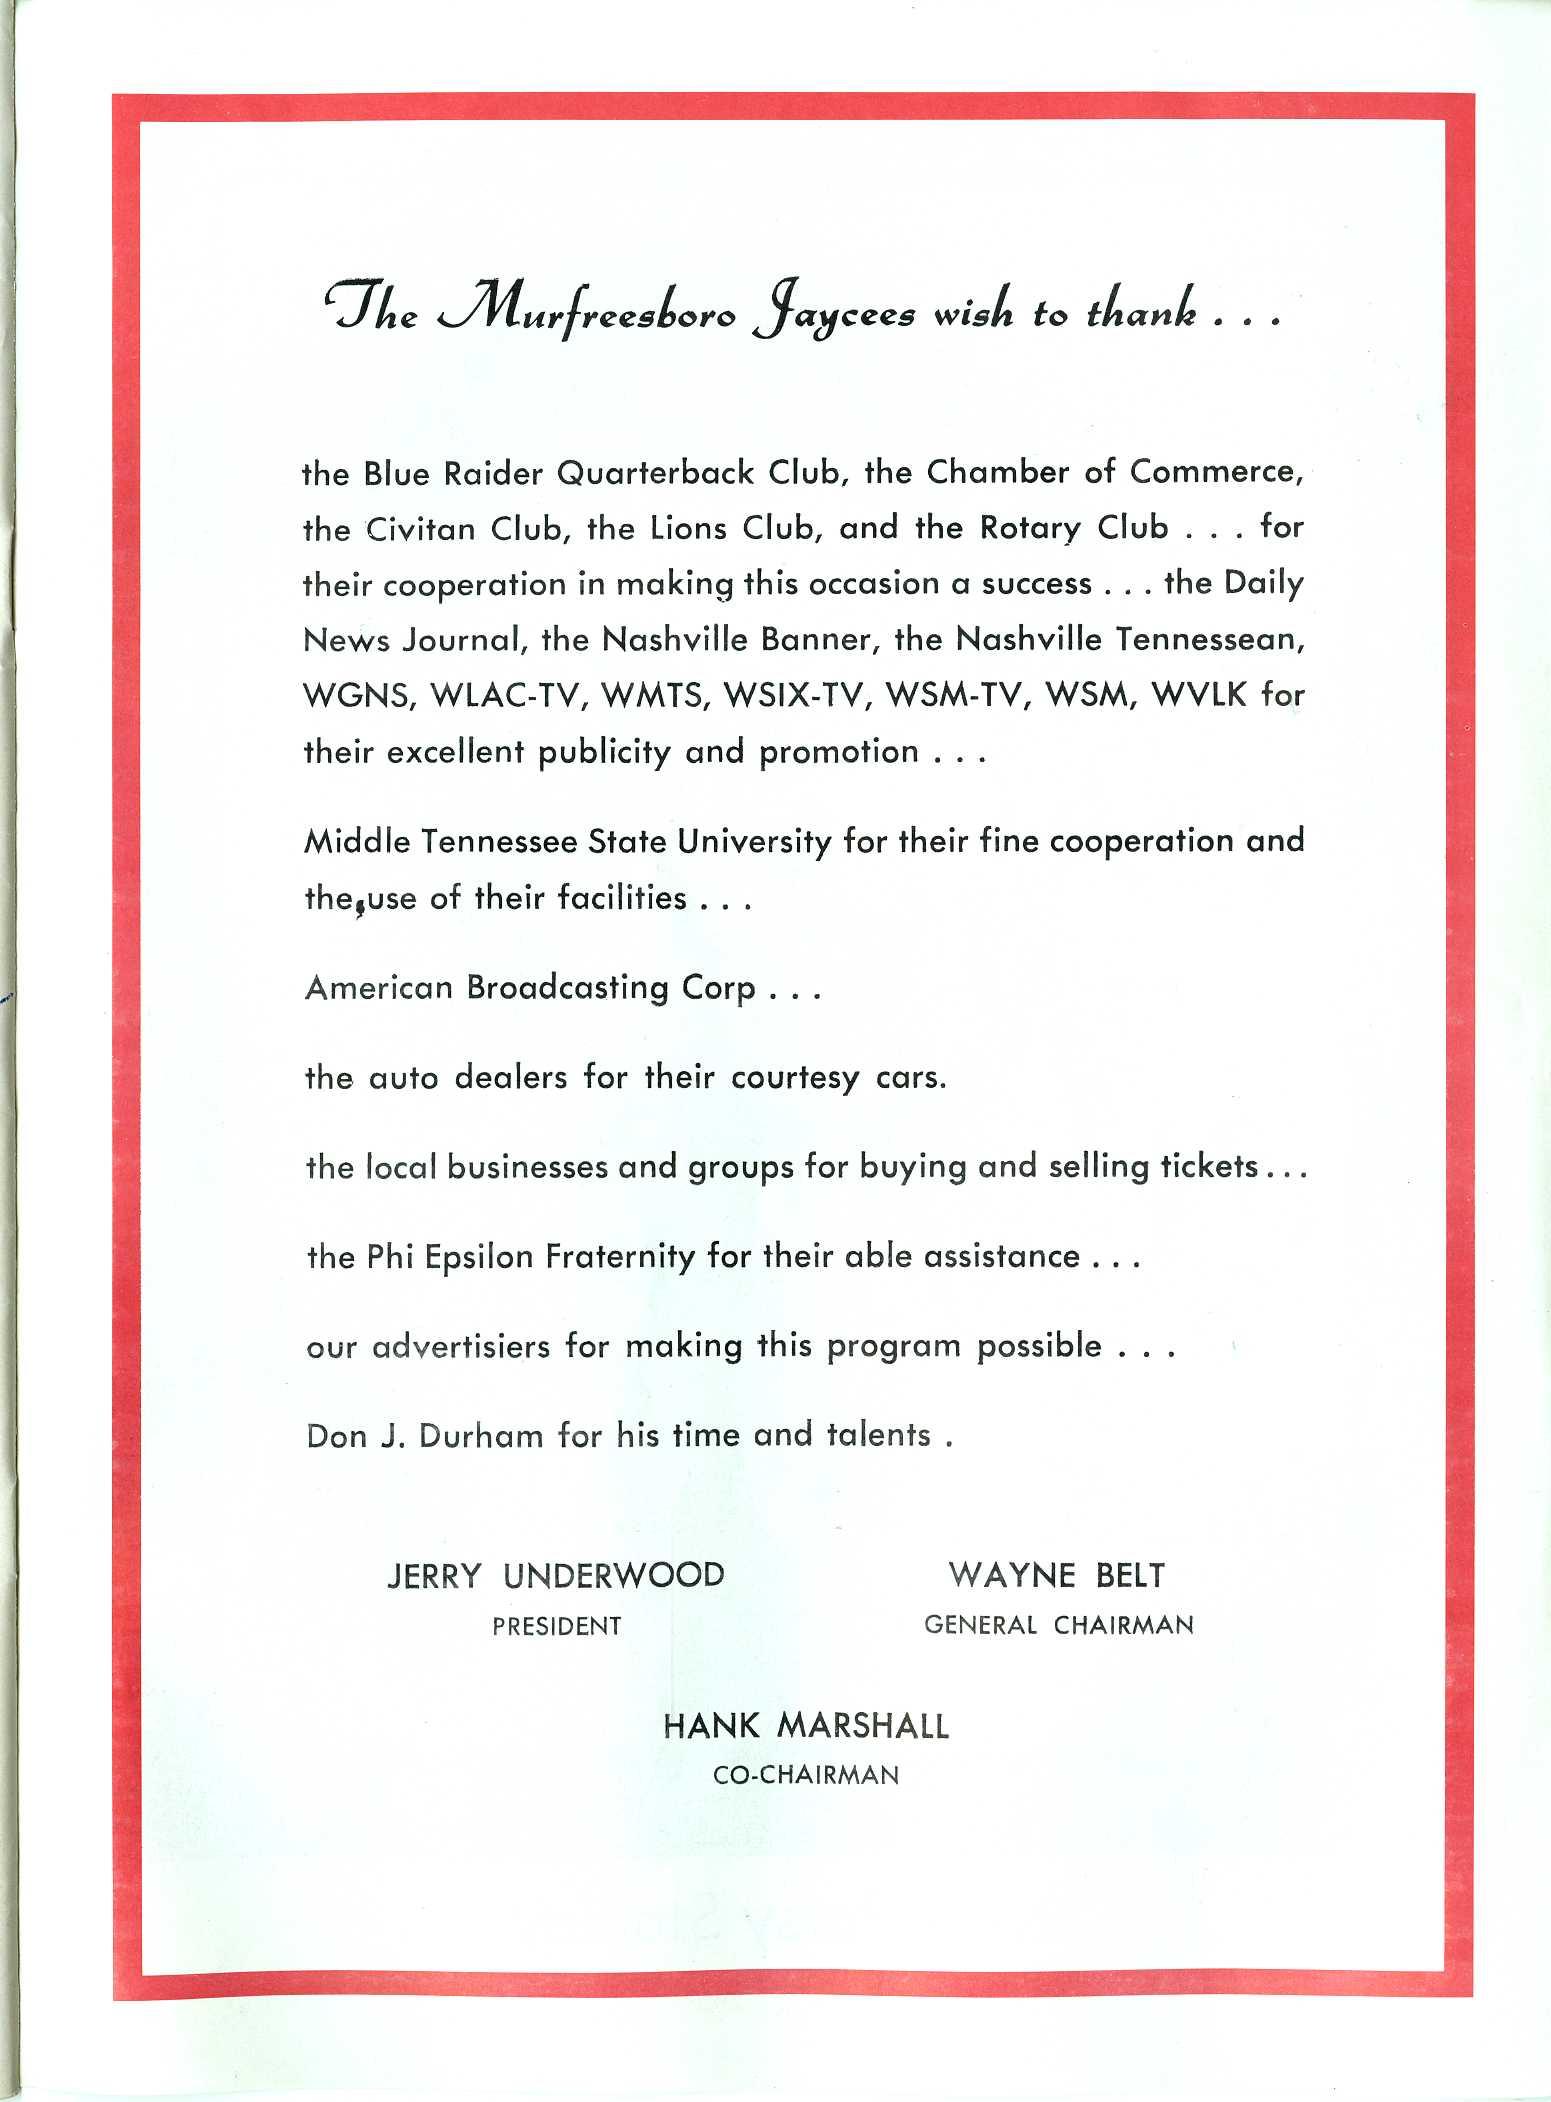 The Murfreesboro Jaycees wish to thank . . .
the Blue Raider Quarterback Club, the Chamber of Commerce,
the Civitan Club, the Lions Club, and the Rotary Club . . . for
their cooperation in making this occasion a success . . . the Daily
News Journal, the Nashville Banner, the Nashville Tennessean,
WGNS, WLAC-TV, WMTS, WSIX-TV, WSM-TV, WSM, WVLK for
their excellent publicity and promotion . . .
Middle Tennessee State University for their fine cooperation and
the use of their facilities . . .
American Broadcasting Corp . . .
the auto dealers for their courtesy cars.
the local businesses and groups for buying and selling tickets . . .
the Phi Epsilon Fraternity for their able assistance . . .
our advertisiers for making this program possible . . .
Don J. Durham for his time and talents .
JERRY UNDERWOOD WAYNE BELT
PRESIDENT GENERAL CHAIRMAN
HANK MARSHALL
CO-CHAIRMAN